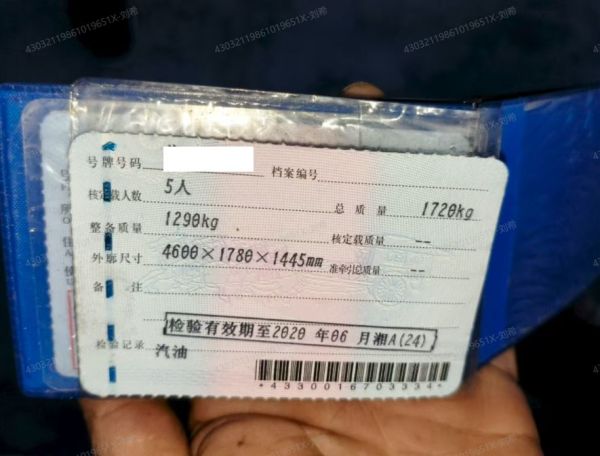 号牌号码
档案编号
核定载人数 5人 总质量 1720kg
整备质量 1290kg 核定载质量 --
外廓尺寸 4600×1780×1445mm 准牵引总质量 --
备注
检验有效期至2020 年06 月湘A(24)
检验记录 汽油
*4330016703334*